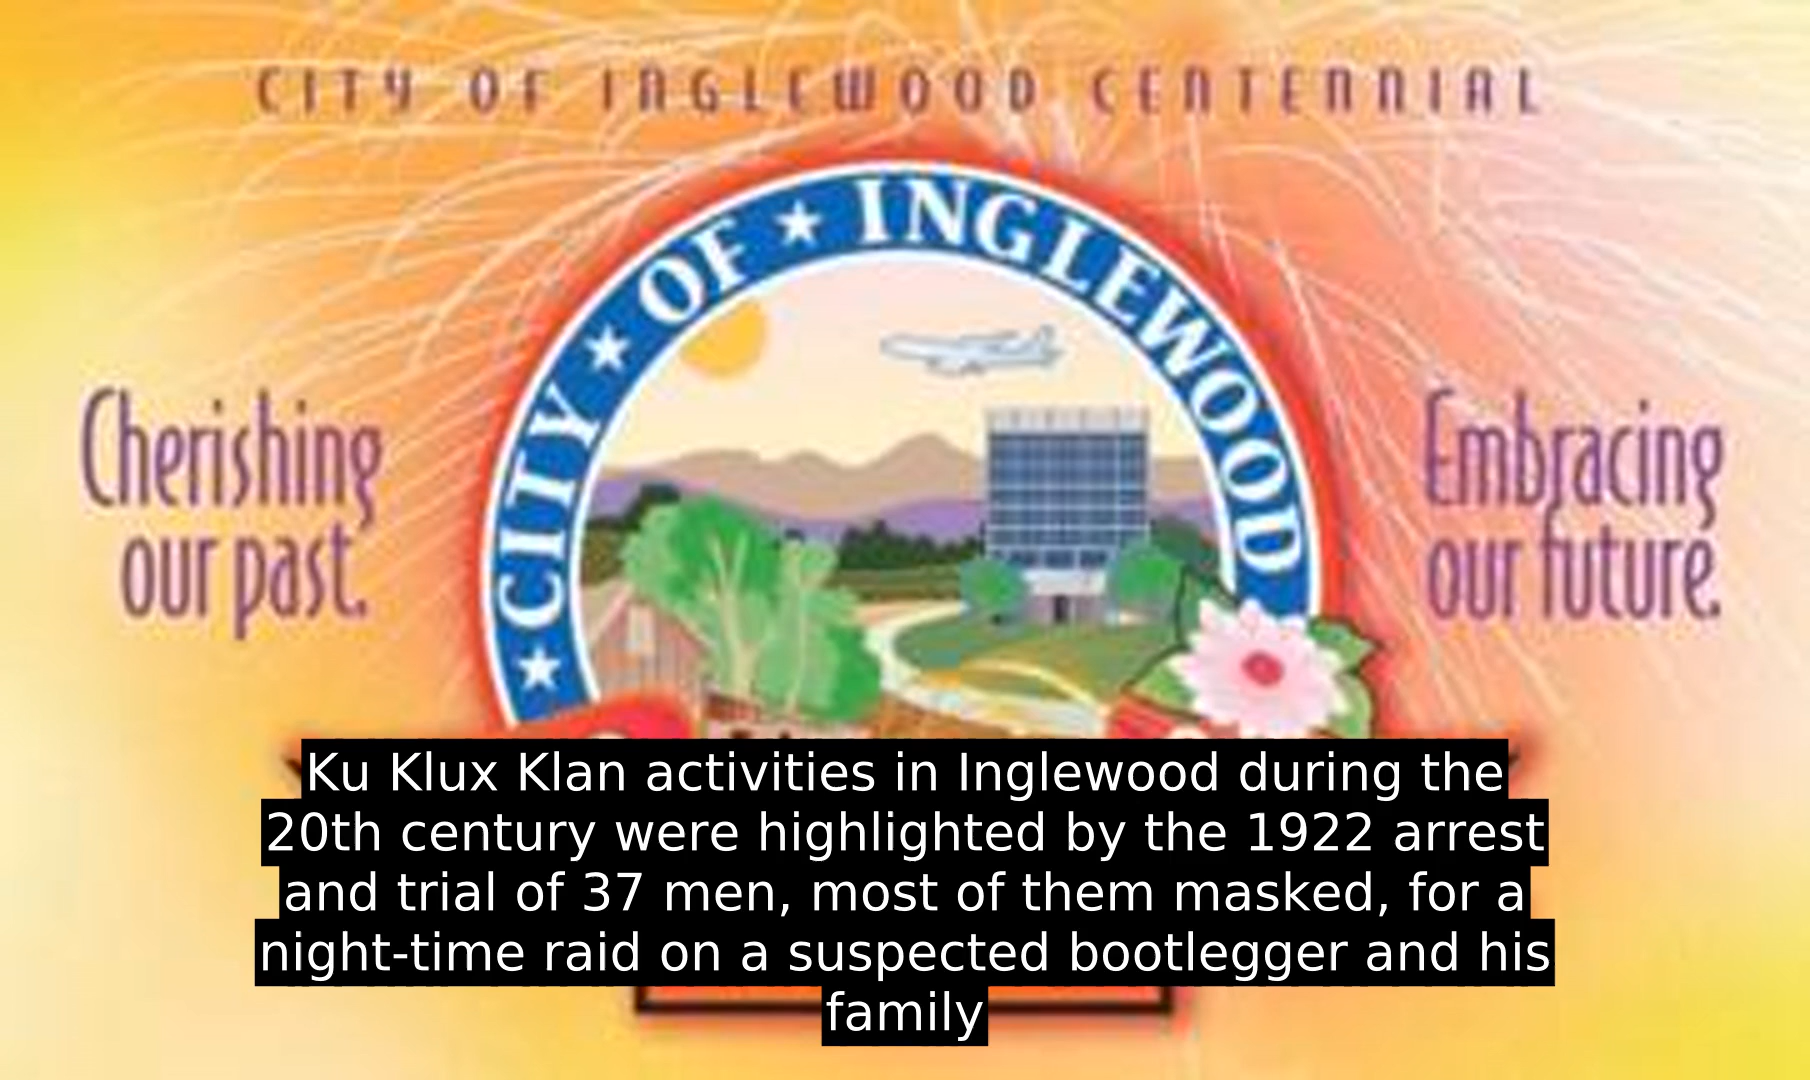 CITY OF INGLEWOOD CENTENNIAL
CITY ★ OF ★ INGLEWOOD
Cherishing
our past.
Embracing
our future.
Ku Klux Klan activities in Inglewood during the
20th century were highlighted by the 1922 arrest
and trial of 37 men, most of them masked, for a
night-time raid on a suspected bootlegger and his
family